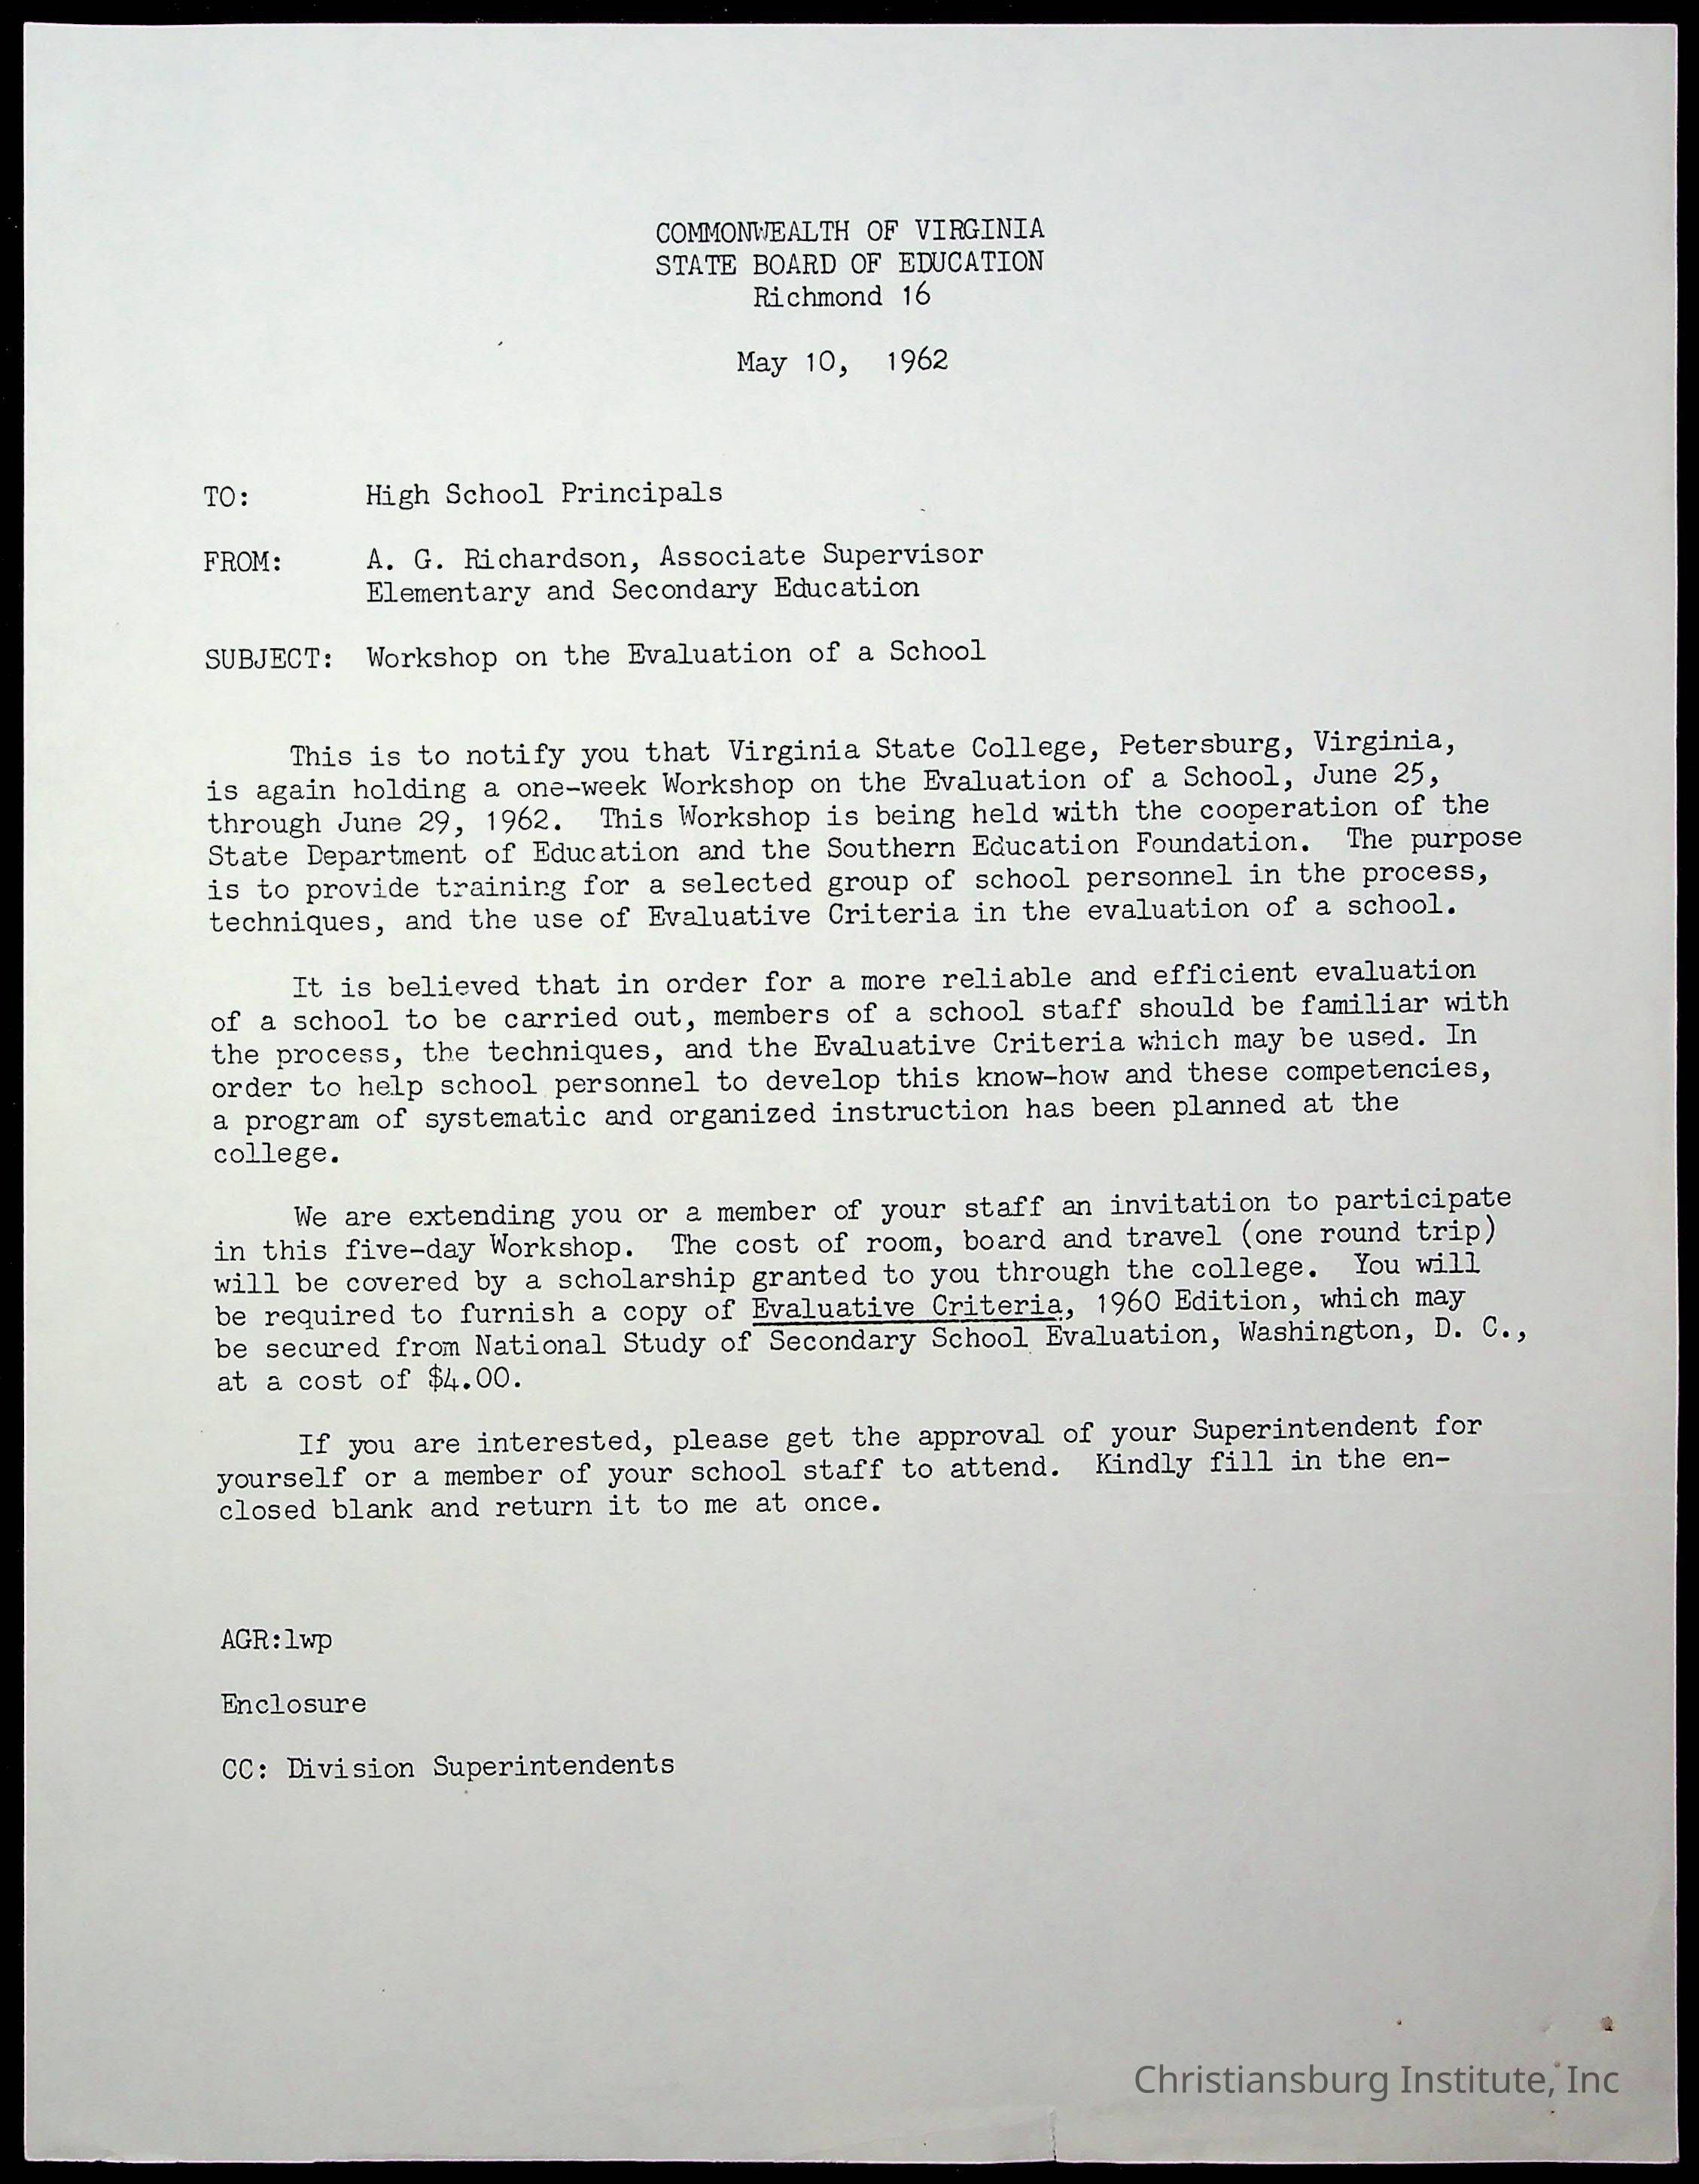 COMMONWEALTH OF VIRGINIA
STATE BOARD OF EDUCATION
Richmond 16
May 10, 1962
TO: High School Principals
FROM: A. G. Richardson, Associate Supervisor
Elementary and Secondary Education
SUBJECT: Workshop on the Evaluation of a School
This is to notify you that Virginia State College, Petersburg, Virginia,
is again holding a one-week Workshop on the Evaluation of a School, June 25,
through June 29, 1962. This Workshop is being held with the cooperation of the
State Department of Education and the Southern Education Foundation. The purpose
is to provide training for a selected group of school personnel in the process,
techniques, and the use of Evaluative Criteria in the evaluation of a school.
It is believed that in order for a more reliable and efficient evaluation
of a school to be carried out, members of a school staff should be familiar with
the process, the techniques, and the Evaluative Criteria which may be used. In
order to help school personnel to develop this know-how and these competencies,
a program of systematic and organized instruction has been planned at the
college.
We are extending you or a member of your staff an invitation to participate
in this five-day Workshop. The cost of room, board and travel (one round trip)
will be covered by a scholarship granted to you through the college. You will
be required to furnish a copy of Evaluative Criteria, 1960 Edition, which may
be secured from National Study of Secondary School Evaluation, Washington, D. C.,
at a cost of $4.00.
If you are interested, please get the approval of your Superintendent for
yourself or a member of your school staff to attend. Kindly fill in the en-
closed blank and return it to me at once.
AGR:lwp
Enclosure
CC: Division Superintendents
Christiansburg Institute, Inc